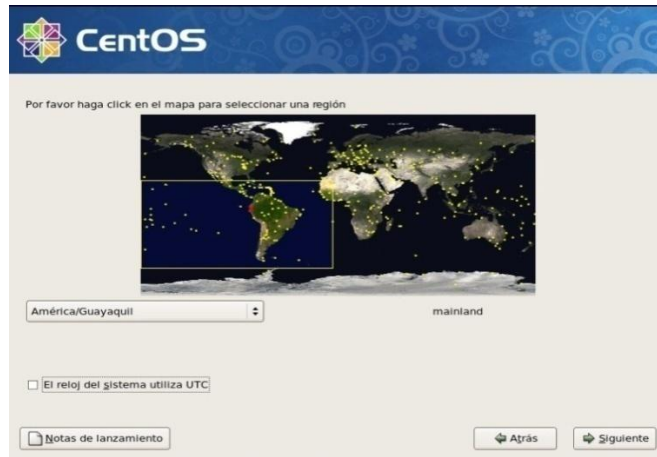 CentOS
Por favor haga click en el mapa para seleccionar una región
América/Guayaquil
mainland
El reloj del sistema utiliza UTC
Notas de lanzamiento
Atrás
Siguiente